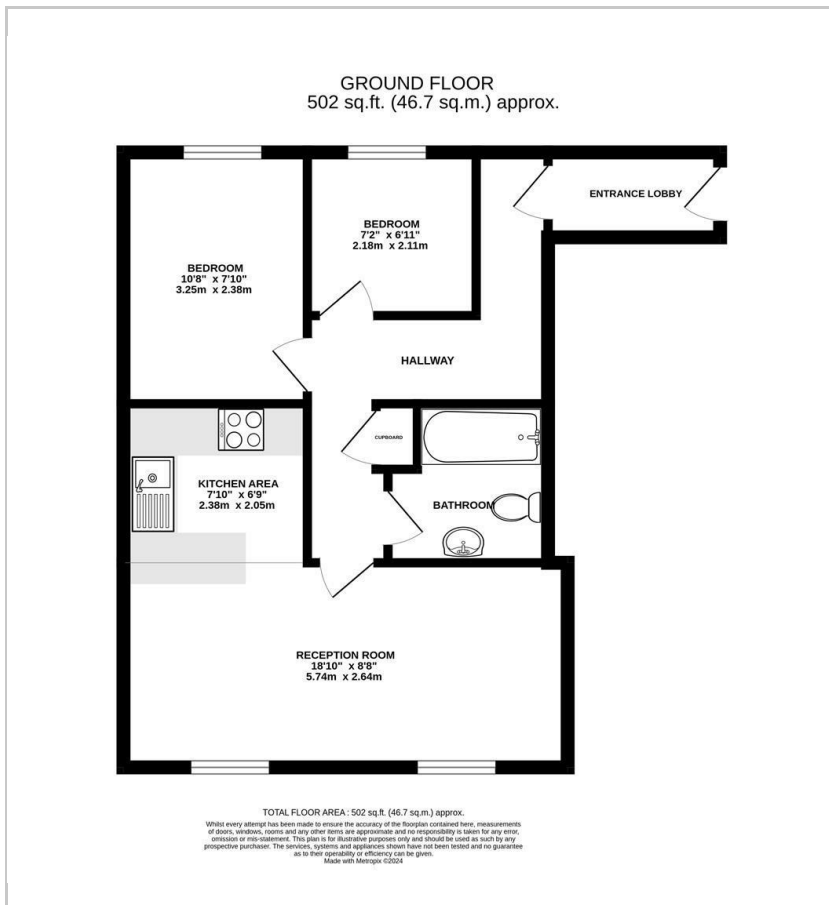 GROUND FLOOR
502 sq.ft. (46.7 sq.m.) approx.
ENTRANCE LOBBY
BEDROOM
7'2" x 6'11"
2.18m x 2.11m
BEDROOM
10'8" x 7'10"
3.25m x 2.38m
HALLWAY
CUPBOARD
KITCHEN AREA
7'10" x 6'9"
2.38m x 2.05m
BATHROOM
RECEPTION ROOM
18'10" x 8'8"
5.74m x 2.64m
TOTAL FLOOR AREA : 502 sq.ft. (46.7 sq.m.) approx.
Whilst every attempt has been made to ensure the accuracy of the floorplan contained here, measurements
of doors, windows, rooms and any other items are approximate and no responsibility is taken for any error,
omission or mis-statement. This plan is for illustrative purposes only and should be used as such by any
prospective purchaser. The services, systems and appliances shown have not been tested and no guarantee
as to their operability or efficiency can be given.
Made with Metropix ©2024